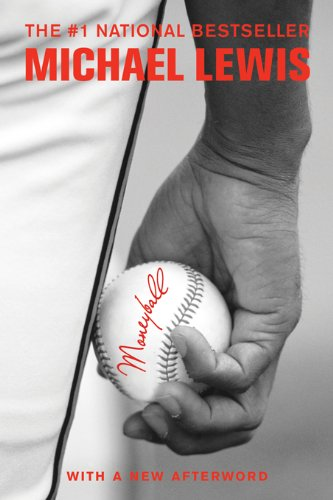 THE #1 NATIONAL BESTSELLER
MICHAEL LEWIS
Moneyball
WITH A NEW AFTERWORD